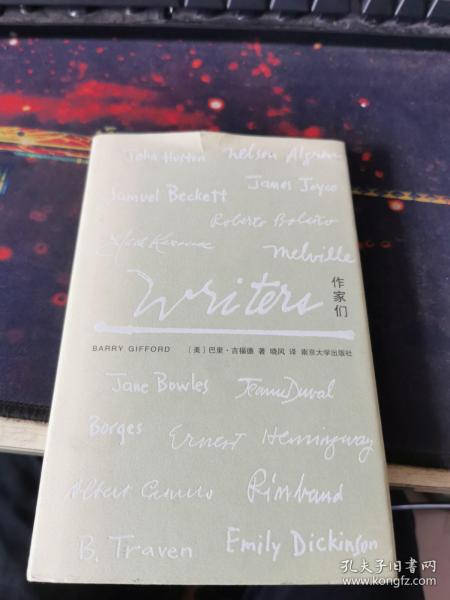 John Huston Nelson Algren
Samuel Beckett James Joyce
Roberto Bolaño
Jack Kerouac Melville
Writers
作家们
BARRY GIFFORD [美] 巴里·吉福德 著 晓风 译 南京大学出版社
Jane Bowles Jeanne Duval
Borges Ernest Hemingway
Albert Camus Rimbaud
B. Traven Emily Dickinson
孔夫子旧书网
www.kongfz.com